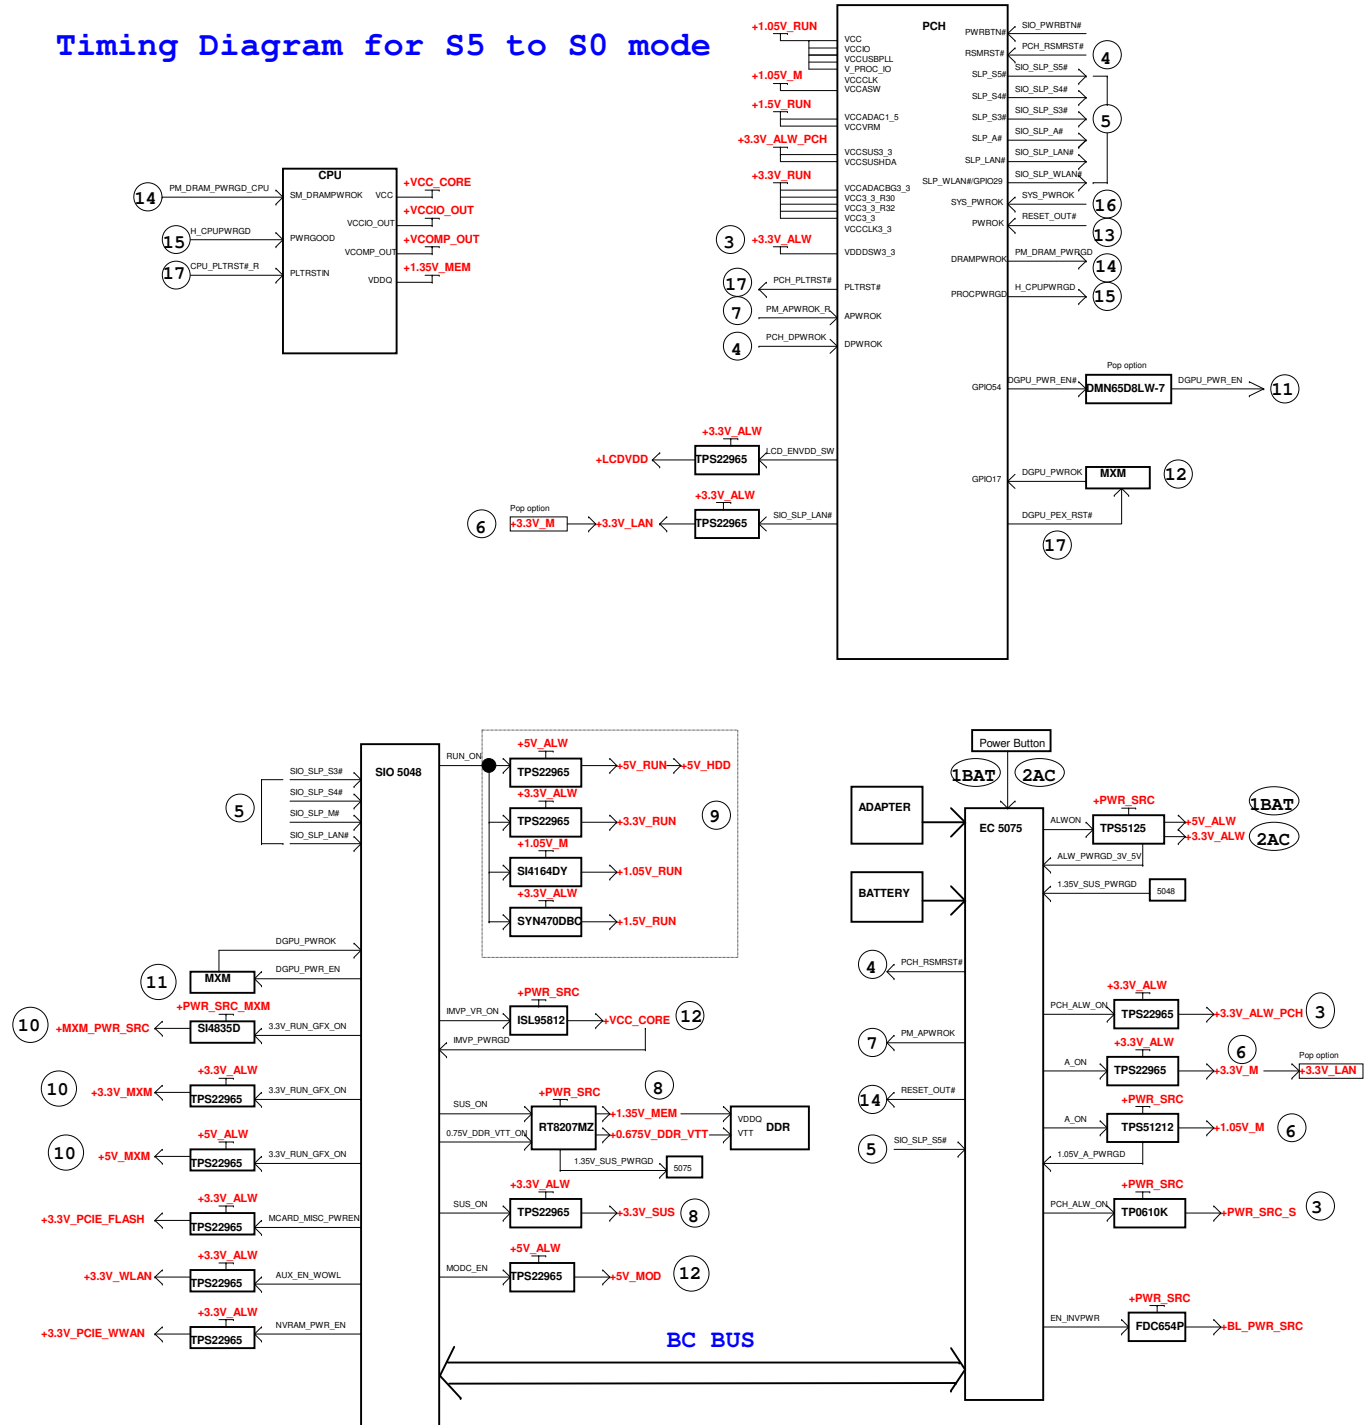 Timing Diagram for S5 to S0 mode
CPU
14
PM_DRAM_PWRGD_CPU
SM_DRAMPWROK
VCC
+VCC_CORE
VCCIO_OUT
+VCCIO_OUT
15
H_CPUPWRGD
PWRGOOD
VCOMP_OUT
+VCOMP_OUT
17
CPU_PLTRST#_R
PLTRSTIN
VDDQ
+1.35V_MEM
PCH
+1.05V_RUN
VCC
VCCIO
VCCUSBPLL
V_PROC_IO
VCCCLK
+1.05V_M
VCCASW
+1.5V_RUN
VCCADAC1_5
VCCVRM
+3.3V_ALW_PCH
VCCSUS3_3
VCCSUSHDA
+3.3V_RUN
VCCADACBG3_3
VCC3_3_R30
VCC3_3_R32
VCC3_3
VCCCLK3_3
3
+3.3V_ALW
VDDDSW3_3
17
PCH_PLTRST#
PLTRST#
7
PM_APWROK_R
APWROK
4
PCH_DPWROK
DPWROK
PWRBTN#
SIO_PWRBTN#
RSMRST#
PCH_RSMRST#
4
SLP_S5#
SIO_SLP_S5#
SLP_S4#
SIO_SLP_S4#
SLP_S3#
SIO_SLP_S3#
5
SLP_A#
SIO_SLP_A#
SLP_LAN#
SIO_SLP_LAN#
SLP_WLAN#/GPIO29
SIO_SLP_WLAN#
SYS_PWROK
SYS_PWROK
16
PWROK
RESET_OUT#
13
DRAMPWROK
PM_DRAM_PWRGD
14
PROCPWRGD
H_CPUPWRGD
15
Pop option
GPIO54
DGPU_PWR_EN#
DMN65D8LW-7
DGPU_PWR_EN
11
GPIO17
DGPU_PWROK
MXM
12
DGPU_PEX_RST#
17
+3.3V_ALW
+LCDVDD
TPS22965
LCD_ENVDD_SW
+3.3V_ALW
Pop option
6
+3.3V_M
+3.3V_LAN
TPS22965
SIO_SLP_LAN#
SIO 5048
5
SIO_SLP_S3#
SIO_SLP_S4#
SIO_SLP_M#
SIO_SLP_LAN#
DGPU_PWROK
11
MXM
DGPU_PWR_EN
+PWR_SRC_MXM
10
+MXM_PWR_SRC
SI4835D
3.3V_RUN_GFX_ON
+3.3V_ALW
10
+3.3V_MXM
TPS22965
3.3V_RUN_GFX_ON
+5V_ALW
10
+5V_MXM
TPS22965
3.3V_RUN_GFX_ON
+3.3V_ALW
+3.3V_PCIE_FLASH
TPS22965
MCARD_MISC_PWREN
+3.3V_ALW
+3.3V_WLAN
TPS22965
AUX_EN_WOWL
+3.3V_ALW
+3.3V_PCIE_WWAN
TPS22965
NVRAM_PWR_EN
RUN_ON
+5V_ALW
TPS22965
+5V_RUN
+5V_HDD
+3.3V_ALW
TPS22965
+3.3V_RUN
9
+1.05V_M
SI4164DY
+1.05V_RUN
+3.3V_ALW
SYN470DBC
+1.5V_RUN
+PWR_SRC
IMVP_VR_ON
ISL95812
+VCC_CORE
12
IMVP_PWRGD
+PWR_SRC
8
SUS_ON
RT8207MZ
+1.35V_MEM
VDDQ
DDR
0.75V_DDR_VTT_ON
+0.675V_DDR_VTT
VTT
1.35V_SUS_PWRGD
5075
+3.3V_ALW
SUS_ON
TPS22965
+3.3V_SUS
8
+5V_ALW
MODC_EN
TPS22965
+5V_MOD
12
BC BUS
Power Button
1BAT
2AC
ADAPTER
BATTERY
EC 5075
4
PCH_RSMRST#
7
PM_APWROK
14
RESET_OUT#
5
SIO_SLP_S5#
+PWR_SRC
ALWON
TPS5125
+5V_ALW
1BAT
+3.3V_ALW
2AC
ALW_PWRGD_3V_5V
1.35V_SUS_PWRGD
5048
+3.3V_ALW
PCH_ALW_ON
TPS22965
+3.3V_ALW_PCH
3
+3.3V_ALW
6
A_ON
TPS22965
+3.3V_M
Pop option
+3.3V_LAN
+PWR_SRC
A_ON
TPS51212
+1.05V_M
6
1.05V_A_PWRGD
+PWR_SRC
PCH_ALW_ON
TP0610K
+PWR_SRC_S
3
+PWR_SRC
EN_INVPWR
FDC654P
+BL_PWR_SRC